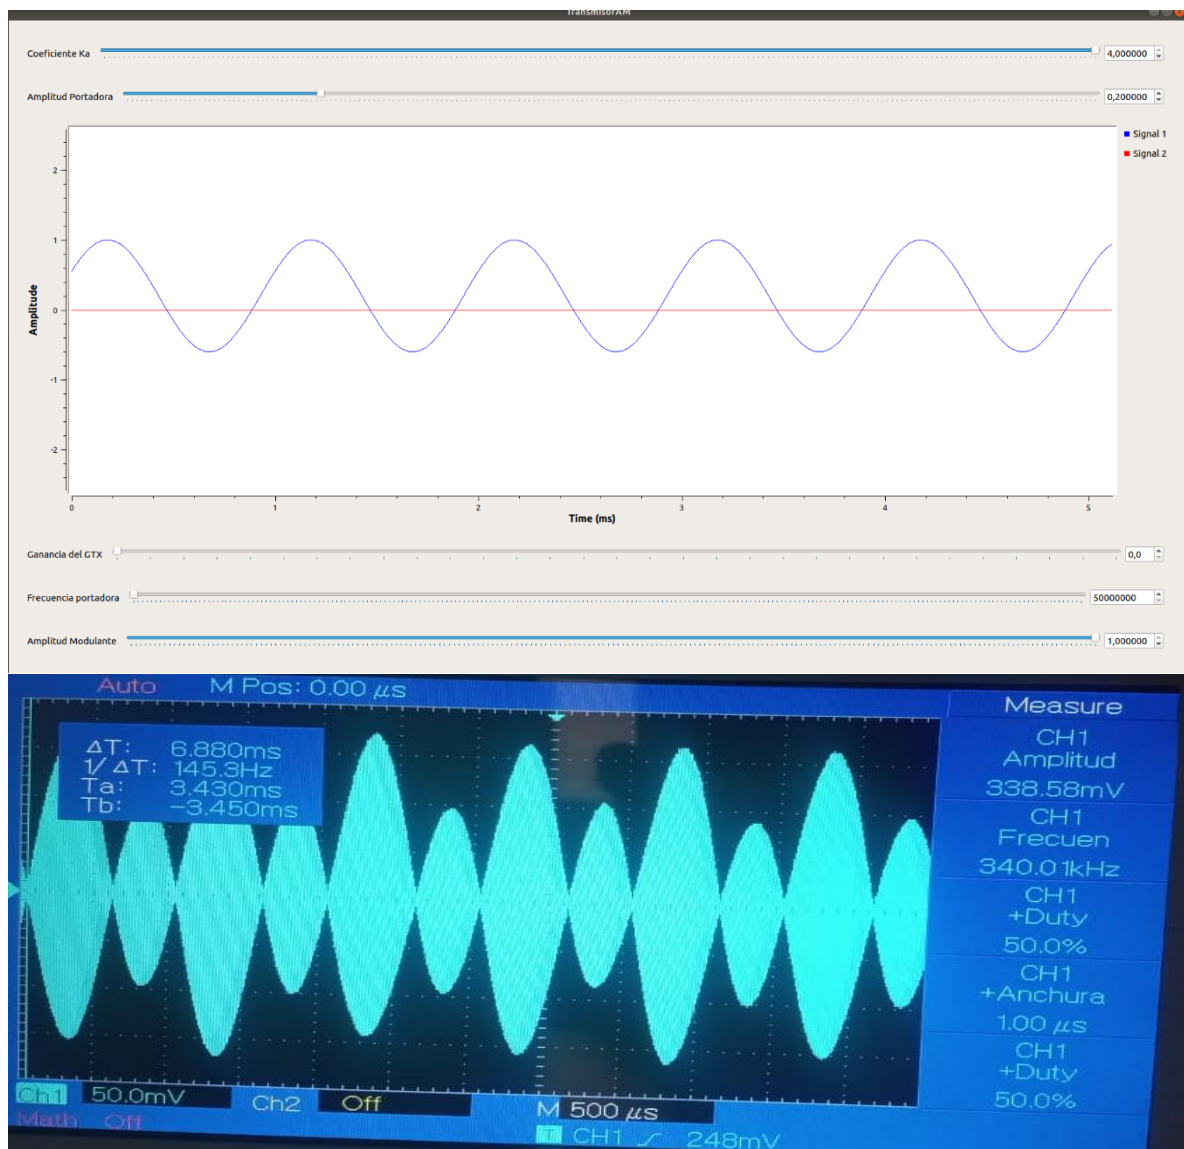 TransmisorAM
Coeficiente Ka 4,000000
Amplitud Portadora 0,200000
Signal 1
Signal 2
2
1
0
-1
-2
Amplitude
0 1 2 3 4 5
Time (ms)
Ganancia del GTX 0,0
Frecuencia portadora 50000000
Amplitud Modulante 1,000000
Auto M Pos: 0.00 µs Measure
ΔT: 6.880ms
1/ΔT: 145.3Hz
Ta: 3.430ms
Tb: -3.450ms
CH1
Amplitud
338.58mV
CH1
Frecuen
340.01kHz
CH1
+Duty
50.0%
CH1
+Anchura
1.00 µs
CH1
+Duty
50.0%
Ch1 50.0mV Ch2 Off M 500 µs
Math Off T CH1 248mV